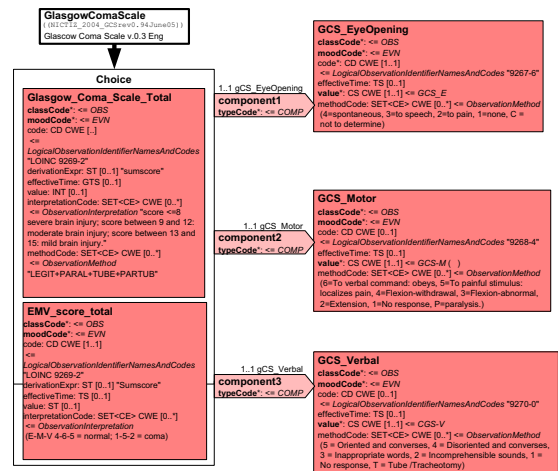 GlasgowComaScale
((NICTIZ_2004_GCSrev0.94June05))
Glascow Coma Scale v.0.3 Eng
Choice
Glasgow_Coma_Scale_Total
classCode*: <= OBS
moodCode*: <= EVN
code: CD CWE [..]
<=
LogicalObservationIdentifierNamesAndCodes
"LOINC 9269-2"
derivationExpr: ST [0..1] "sumscore"
effectiveTime: GTS [0..1]
value: INT [0..1]
interpretationCode: SET<CE> CWE [0..*]
<= ObservationInterpretation "score <=8
severe brain injury; score between 9 and 12:
moderate brain injury; score between 13 and
15: mild brain injury."
methodCode: SET<CE> CWE [0..*]
<= ObservationMethod
"LEGIT+PARAL+TUBE+PARTUB"
EMV_score_total
classCode*: <= OBS
moodCode*: <= EVN
code: CD CWE [1..1]
<=
LogicalObservationIdentifierNamesAndCodes
"LOINC 9269-2"
derivationExpr: ST [0..1] "Sumscore"
effectiveTime: TS [0..1]
value: ST [0..1]
interpretationCode: SET<CE> CWE [0..*]
<= ObservationInterpretation
(E-M-V 4-6-5 = normal; 1-5-2 = coma)
1..1 gCS_EyeOpening
component1
typeCode*: <= COMP
1..1 gCS_Motor
component2
typeCode*: <= COMP
1..1 gCS_Verbal
component3
typeCode*: <= COMP
GCS_EyeOpening
classCode*: <= OBS
moodCode*: <= EVN
code*: CD CWE [1..1]
<= LogicalObservationIdentifierNamesAndCodes "9267-6"
effectiveTime: TS [0..1]
value*: CS CWE [1..1] <= GCS_E
methodCode: SET<CE> CWE [0..*] <= ObservationMethod
(4=spontaneous, 3=to speech, 2=to pain, 1=none, C =
not to determine)
GCS_Motor
classCode*: <= OBS
moodCode*: <= EVN
code: CD CWE [0..1]
<= LogicalObservationIdentifierNamesAndCodes "9268-4"
effectiveTime: TS [0..1]
value*: CS CWE [1..1] <= GCS-M ( )
methodCode: SET<CE> CWE [0..*] <= ObservationMethod
(6=To verbal command: obeys, 5=To painful stimulus:
localizes pain, 4=Flexion-withdrawal, 3=Flexion-abnormal,
2=Extension, 1=No response, P=paralysis.)
GCS_Verbal
classCode*: <= OBS
moodCode*: <= EVN
code: CD CWE [0..1]
<= LogicalObservationIdentifierNamesAndCodes "9270-0"
effectiveTime: TS [0..1]
value*: CS CWE [1..1] <= CGS-V
methodCode: SET<CE> CWE [0..*] <= ObservationMethod
(5 = Oriented and converses, 4 = Disoriented and converses,
3 = Inappropriate words, 2 = Incomprehensible sounds, 1 =
No response, T = Tube /Tracheotomy)